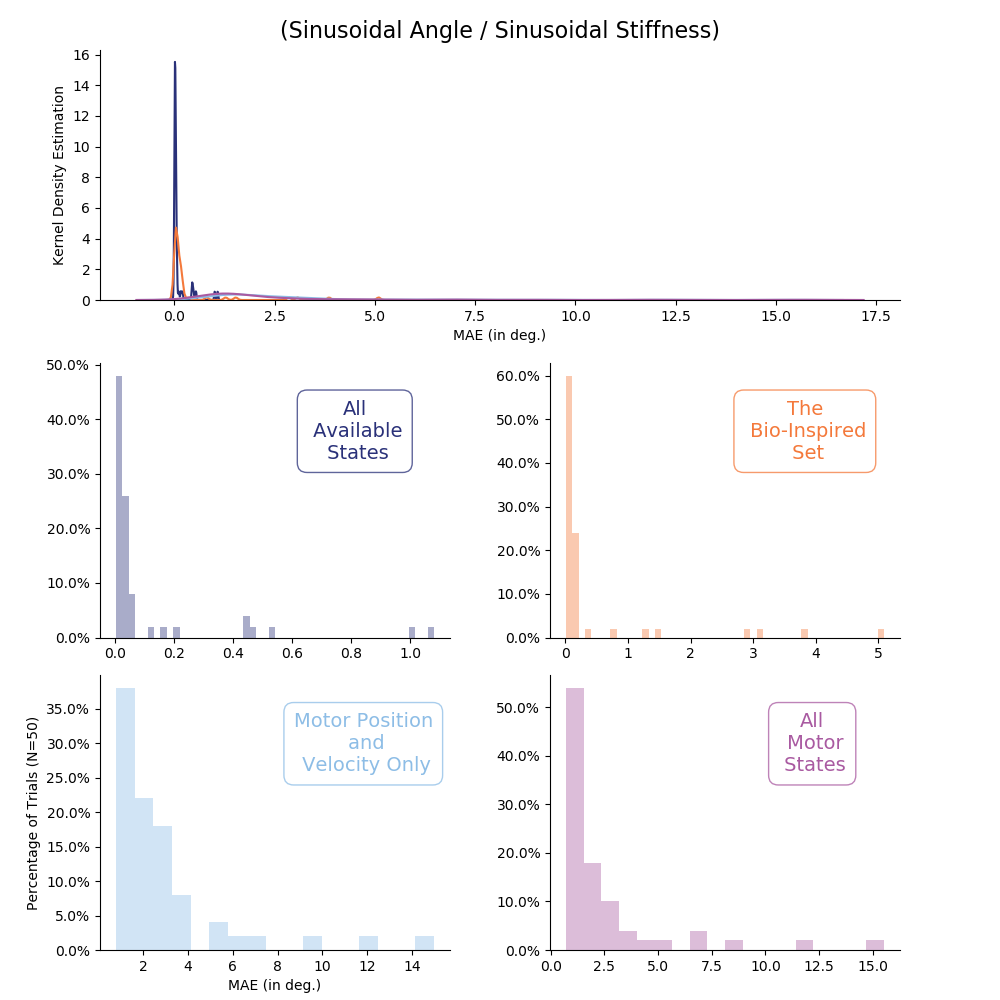 (Sinusoidal Angle / Sinusoidal Stiffness)
Kernel Density Estimation
16
14
12
10
8
6
4
2
0
0.0 2.5 5.0 7.5 10.0 12.5 15.0 17.5
MAE (in deg.)
50.0%
40.0%
30.0%
20.0%
10.0%
0.0%
All
Available
States
0.0 0.2 0.4 0.6 0.8 1.0
60.0%
50.0%
40.0%
30.0%
20.0%
10.0%
0.0%
The
Bio-Inspired
Set
0 1 2 3 4 5
Percentage of Trials (N=50)
35.0%
30.0%
25.0%
20.0%
15.0%
10.0%
5.0%
0.0%
Motor Position
and
Velocity Only
2 4 6 8 10 12 14
MAE (in deg.)
50.0%
40.0%
30.0%
20.0%
10.0%
0.0%
All
Motor
States
0.0 2.5 5.0 7.5 10.0 12.5 15.0